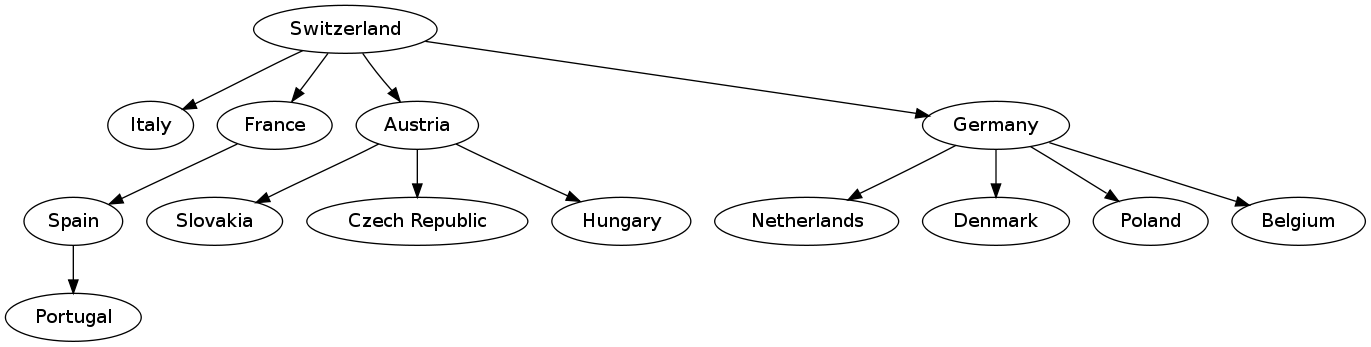 Switzerland
Italy
France
Austria
Germany
Spain
Slovakia
Czech Republic
Hungary
Netherlands
Denmark
Poland
Belgium
Portugal